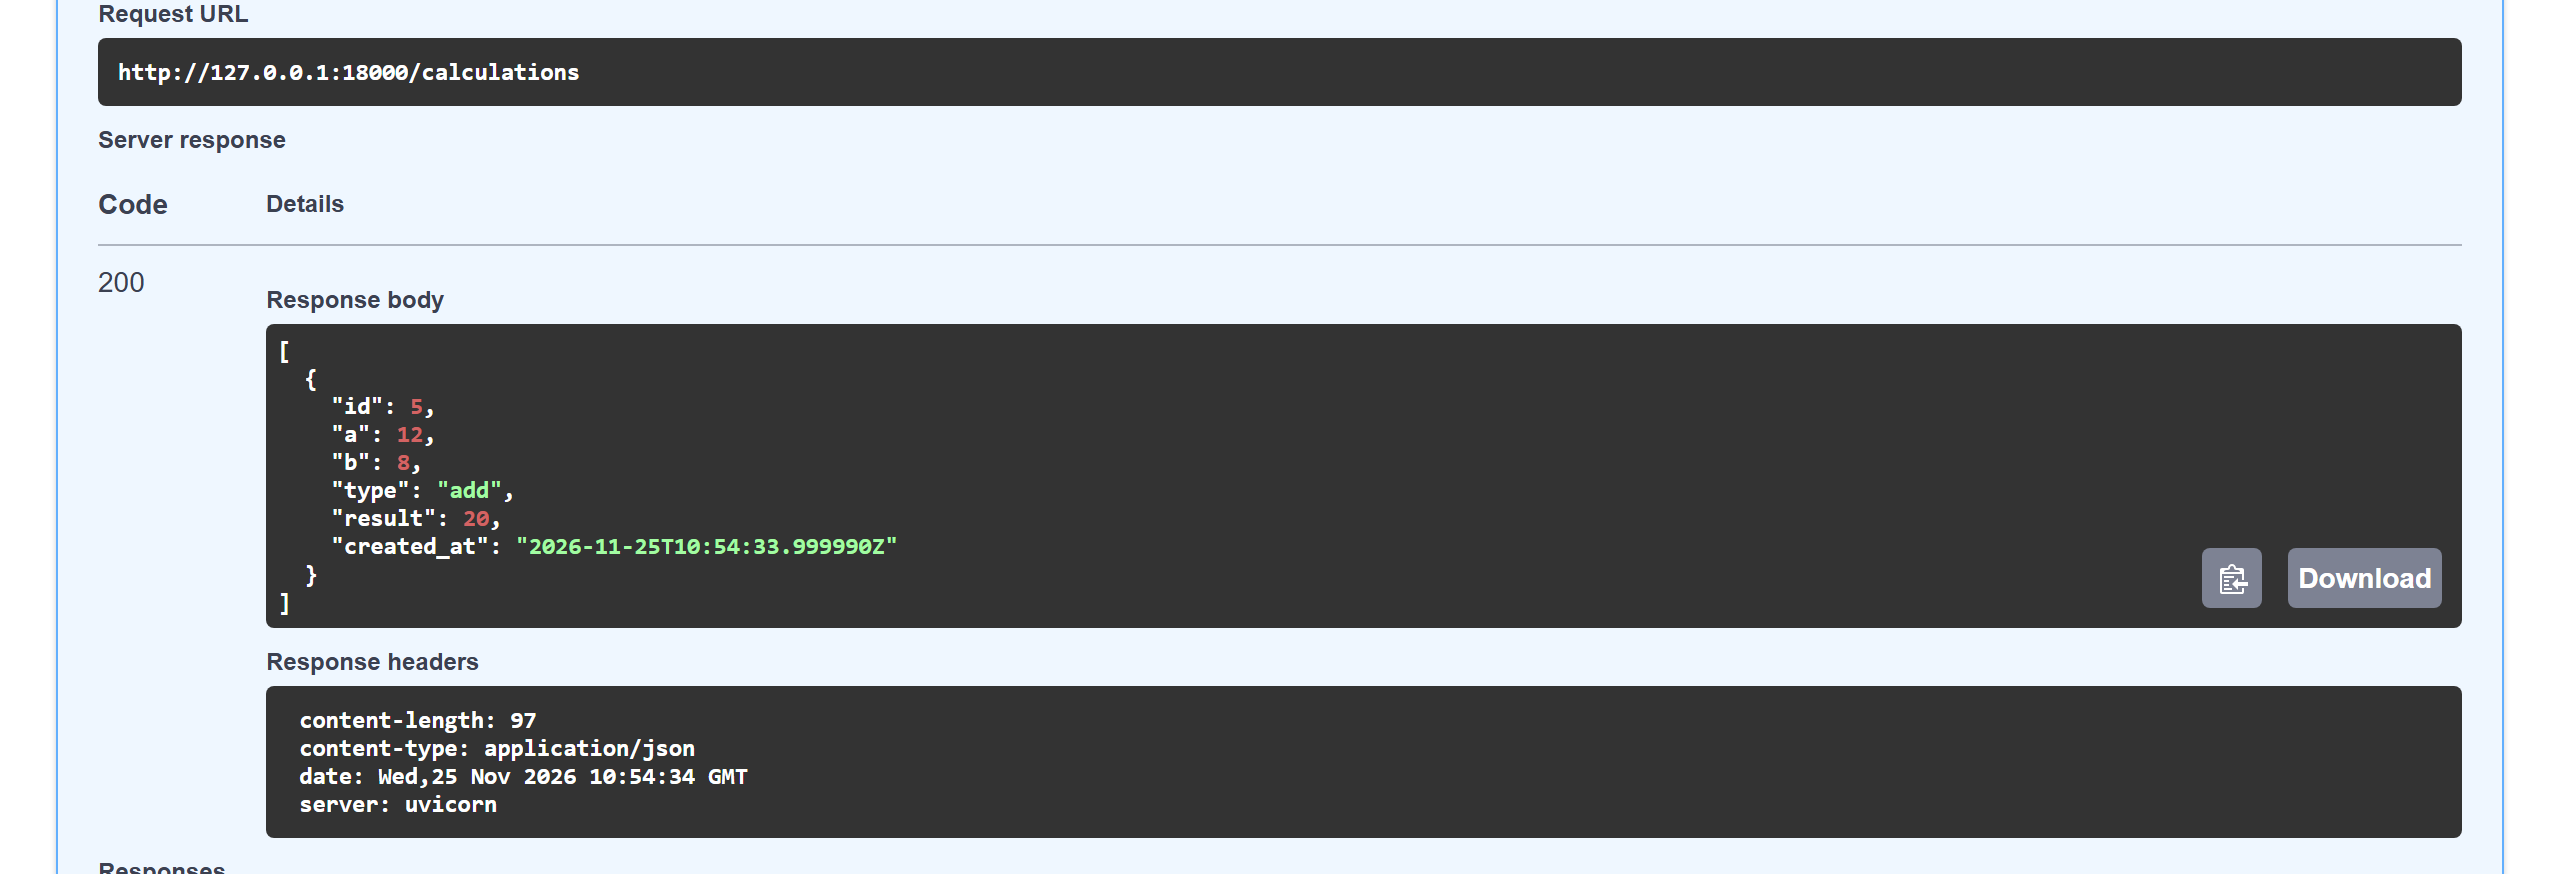 Request URL
http://127.0.0.1:18000/calculations
Server response
Code Details
200
Response body
[
  {
    "id": 5,
    "a": 12,
    "b": 8,
    "type": "add",
    "result": 20,
    "created_at": "2026-11-25T10:54:33.999990Z"
  }
]
Download
Response headers
content-length: 97
content-type: application/json
date: Wed,25 Nov 2026 10:54:34 GMT
server: uvicorn
Responses